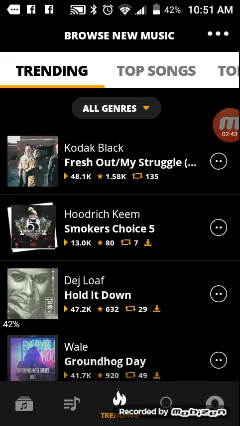 42% 10:51 AM
BROWSE NEW MUSIC
TRENDING TOP SONGS TO
ALL GENRES
02:43
Kodak Black
Fresh Out/My Struggle (...
48.1K 1.58K 135
Hoodrich Keem
Smokers Choice 5
13.0K 80 7
Dej Loaf
Hold It Down
47.2K 632 29
42%
Wale
Groundhog Day
41.7K 920 49
TRENDING
Recorded by Mobizen